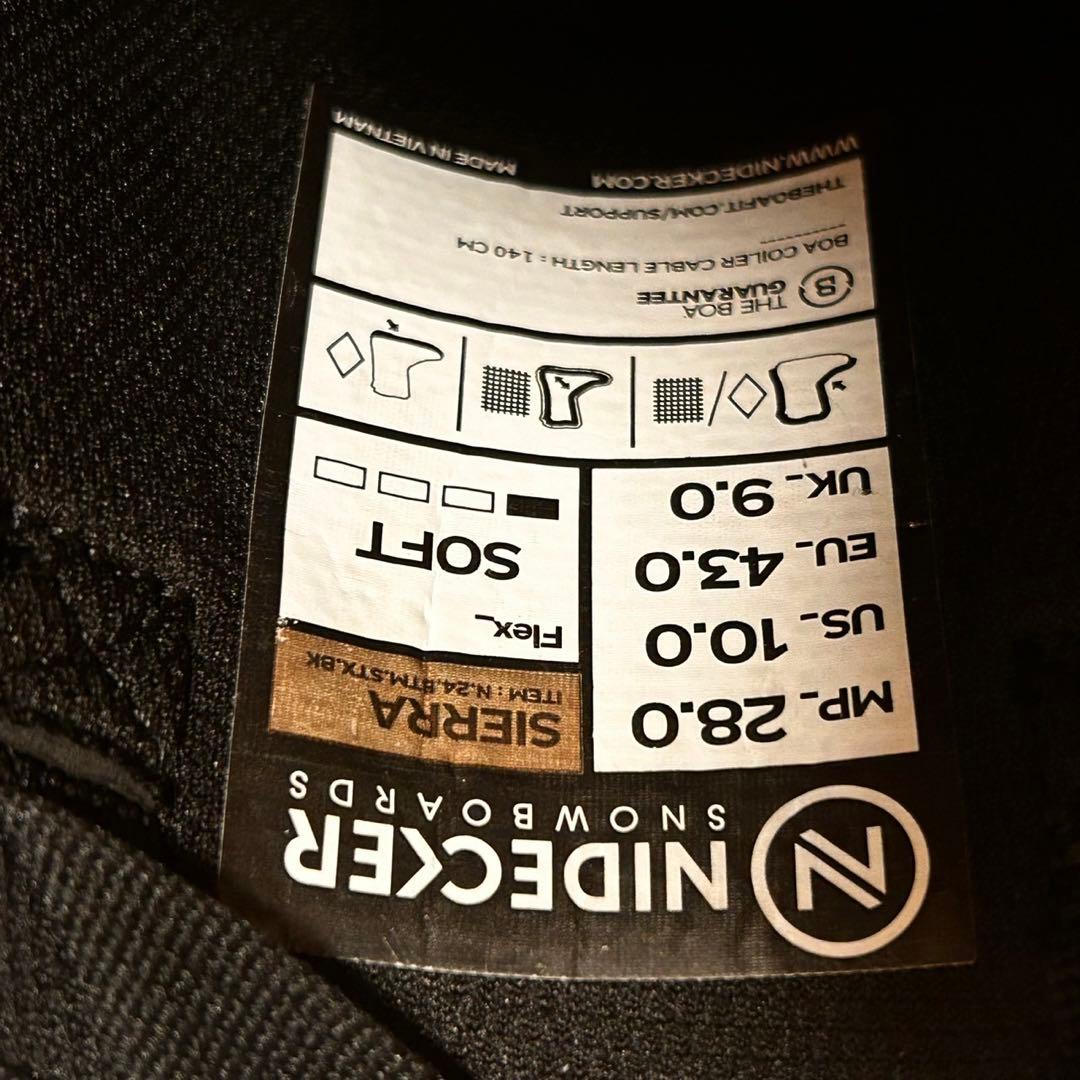 NIDECKER
SNOWBOARDS
MP_ 28.0
US_ 10.0
EU_ 43.0
UK_ 9.0
SIERRA
ITEM : N.24.BTM.STX.BK
Flex_
SOFT
THE BOA
GUARANTEE
BOA COILER CABLE LENGTH : 140 CM
THEBOAFIT.COM/SUPPORT
WWW.NIDECKER.COM
MADE IN VIETNAM